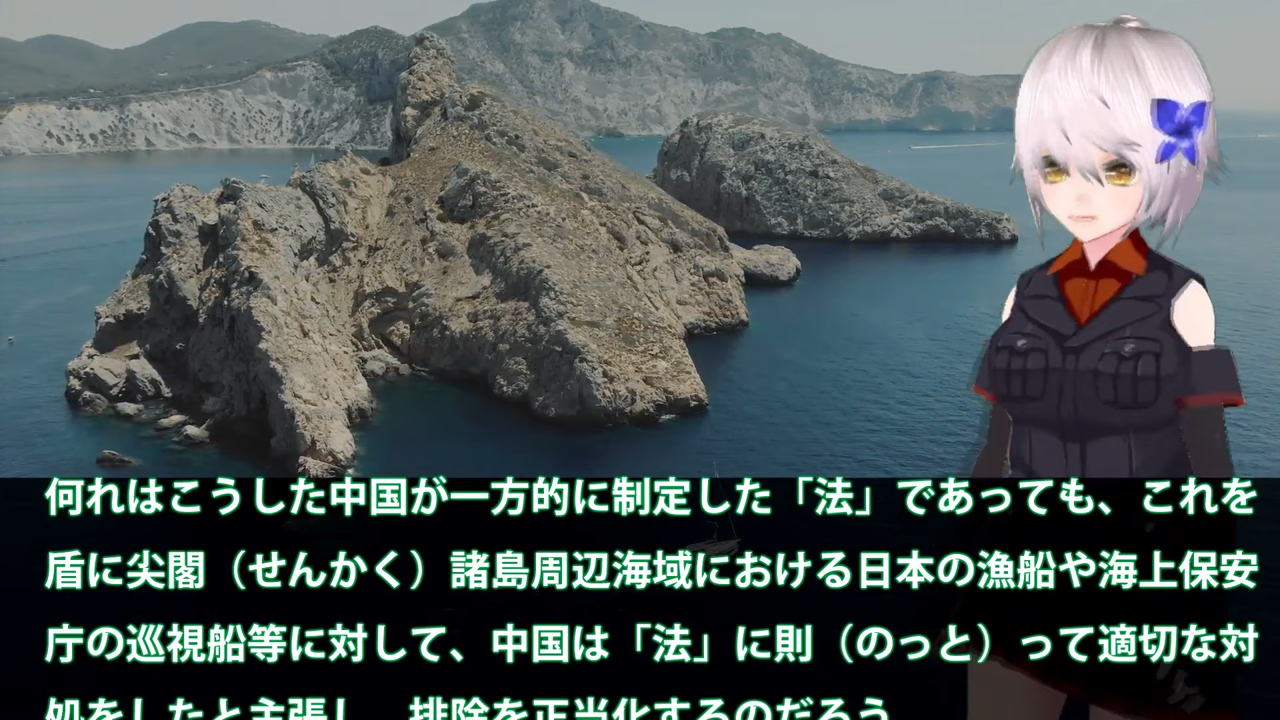 何れはこうした中国が一方的に制定した「法」であっても、これを
盾に尖閣（せんかく）諸島周辺海域における日本の漁船や海上保安
庁の巡視船等に対して、中国は「法」に則（のっと）って適切な対
処をしたと主張し、排除を正当化するのだろう